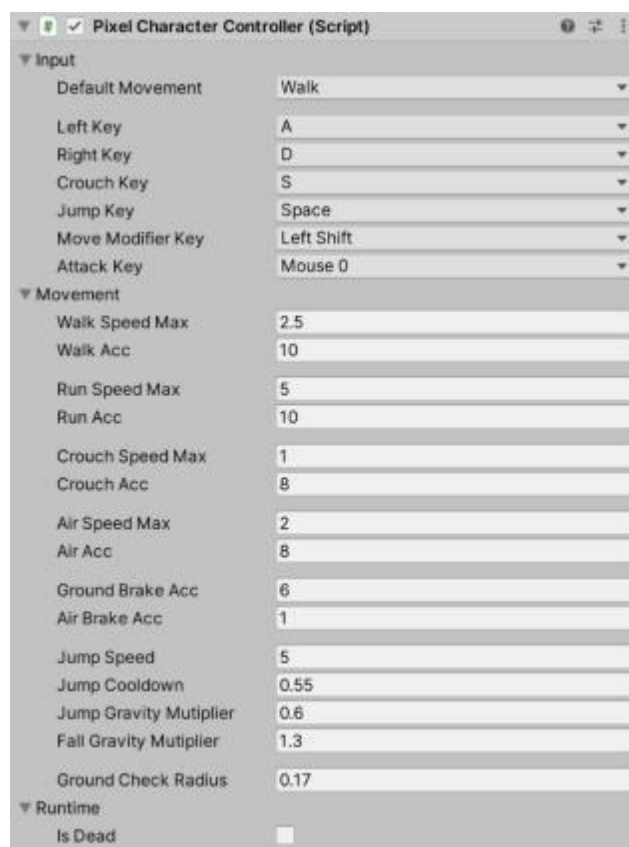 Pixel Character Controller (Script)
Input
Default Movement Walk
Left Key A
Right Key D
Crouch Key S
Jump Key Space
Move Modifier Key Left Shift
Attack Key Mouse 0
Movement
Walk Speed Max 2.5
Walk Acc 10
Run Speed Max 5
Run Acc 10
Crouch Speed Max 1
Crouch Acc 8
Air Speed Max 2
Air Acc 8
Ground Brake Acc 6
Air Brake Acc 1
Jump Speed 5
Jump Cooldown 0.55
Jump Gravity Mutiplier 0.6
Fall Gravity Mutiplier 1.3
Ground Check Radius 0.17
Runtime
Is Dead